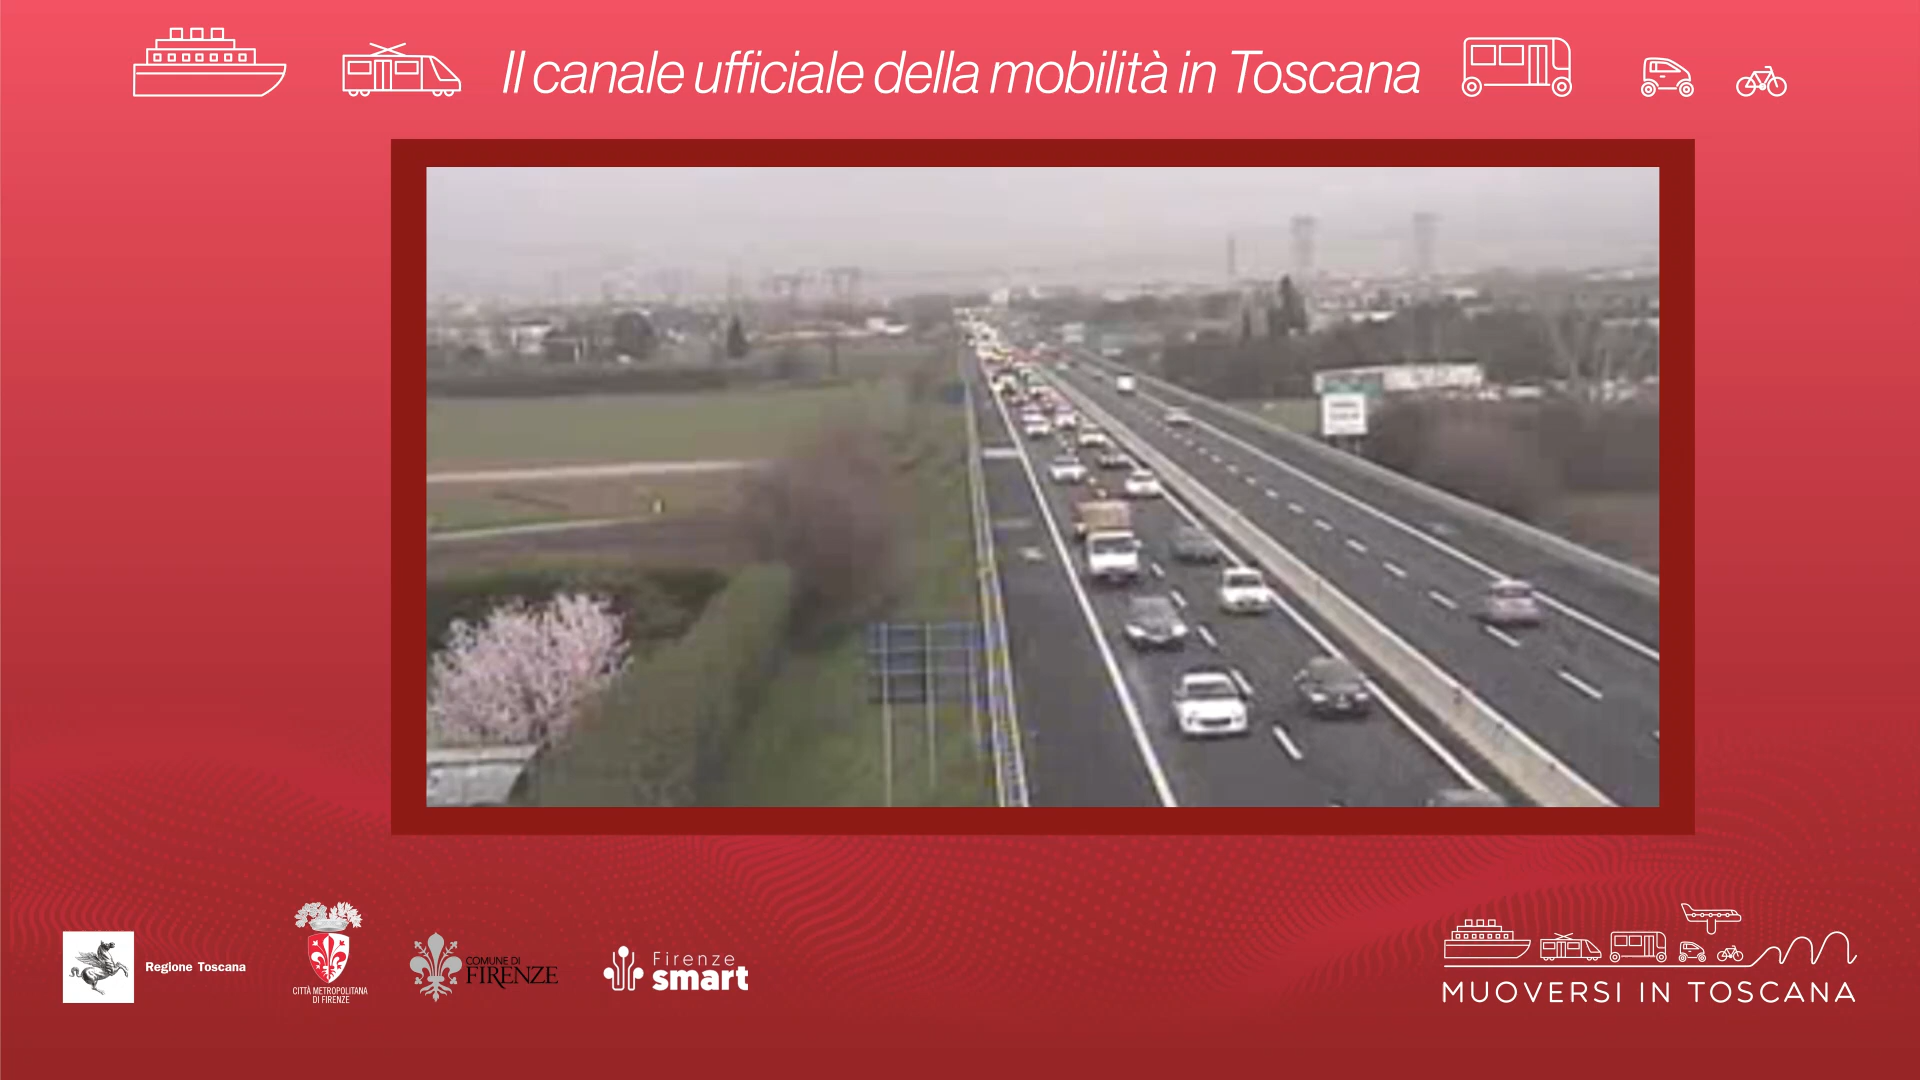 Il canale ufficiale della mobilità in Toscana
Regione Toscana
CITTÀ METROPOLITANA
DI FIRENZE
COMUNE DI
FIRENZE
Firenze
smart
MUOVERSI IN TOSCANA